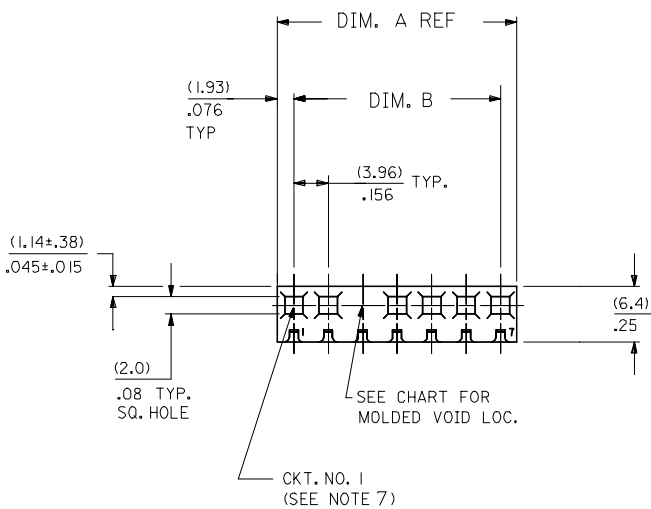 DIM. A REF
(1.93)
.076
TYP
DIM. B
(3.96)
.156
TYP.
(1.14±.38)
.045±.015
(6.4)
.25
1
7
(2.0)
.08 TYP.
SQ. HOLE
SEE CHART FOR
MOLDED VOID LOC.
CKT. NO. 1
(SEE NOTE 7)